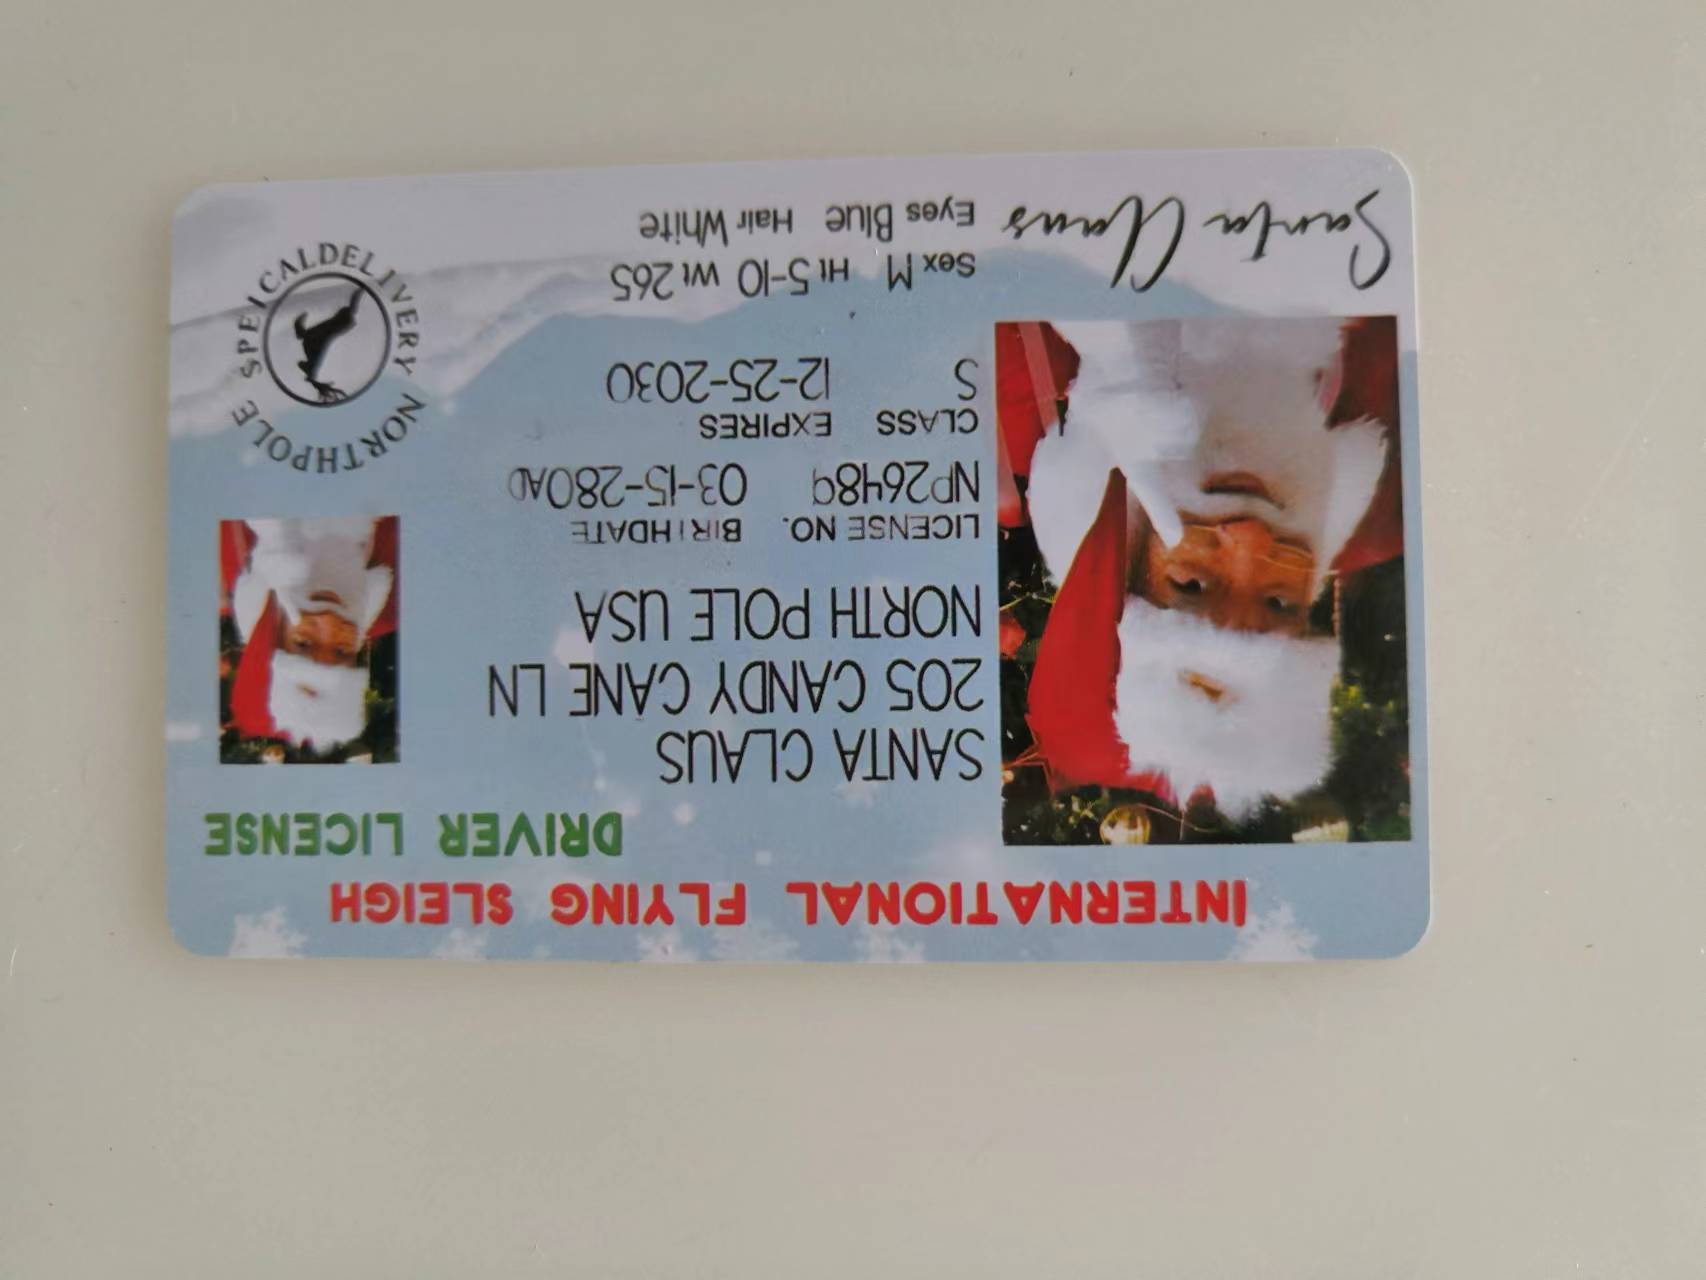 INTERNATIONAL FLYING SLEIGH
DRIVER LICENSE
SANTA CLAUS
205 CANDY CANE LN
NORTH POLE USA
LICENSE NO. BIRTHDATE
NP26489 03-15-280AD
CLASS EXPIRES
S 12-25-2030
Sex M Ht 5-10 Wt 265
Eyes Blue Hair White
Santa Claus
NORTHPOLE SPEICALDELIVERY